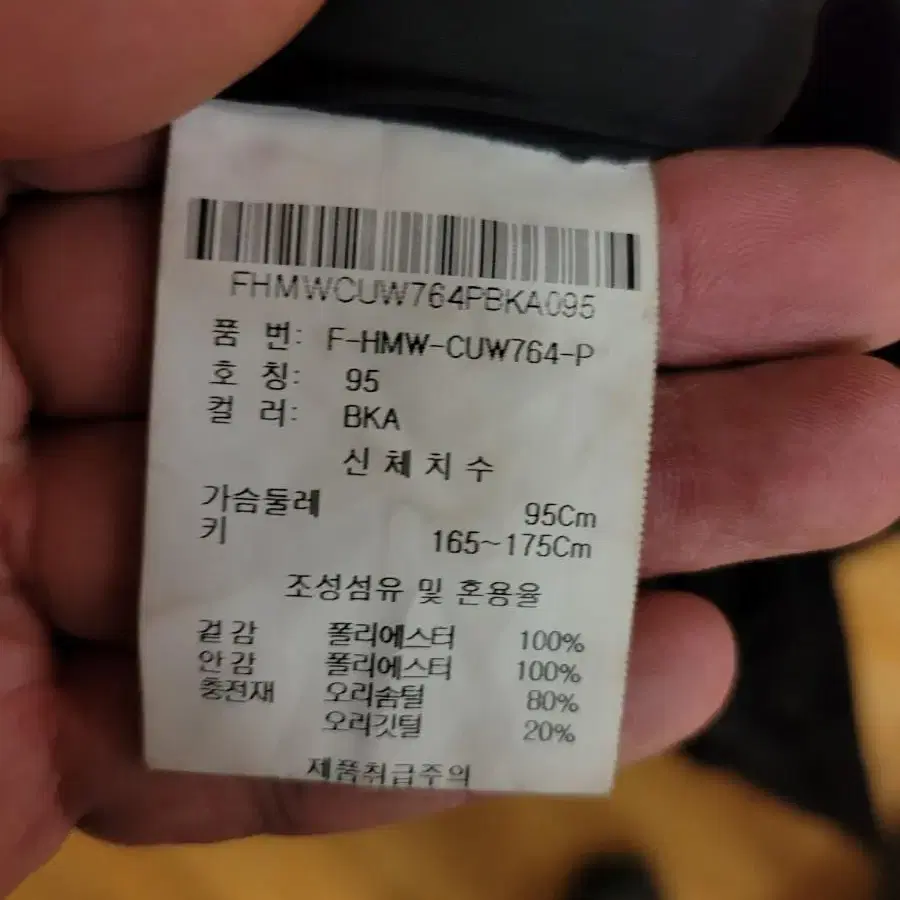 FHMWCUW764PBKA095
품 번: F-HMW-CUW764-P
호 칭: 95
컬 러: BKA
신 체 치 수
가슴둘레 95Cm
키 165~175Cm
조성섬유 및 혼용율
겉감 폴리에스터 100%
안감 폴리에스터 100%
충전재 오리솜털 80%
오리깃털 20%
제품취급주의